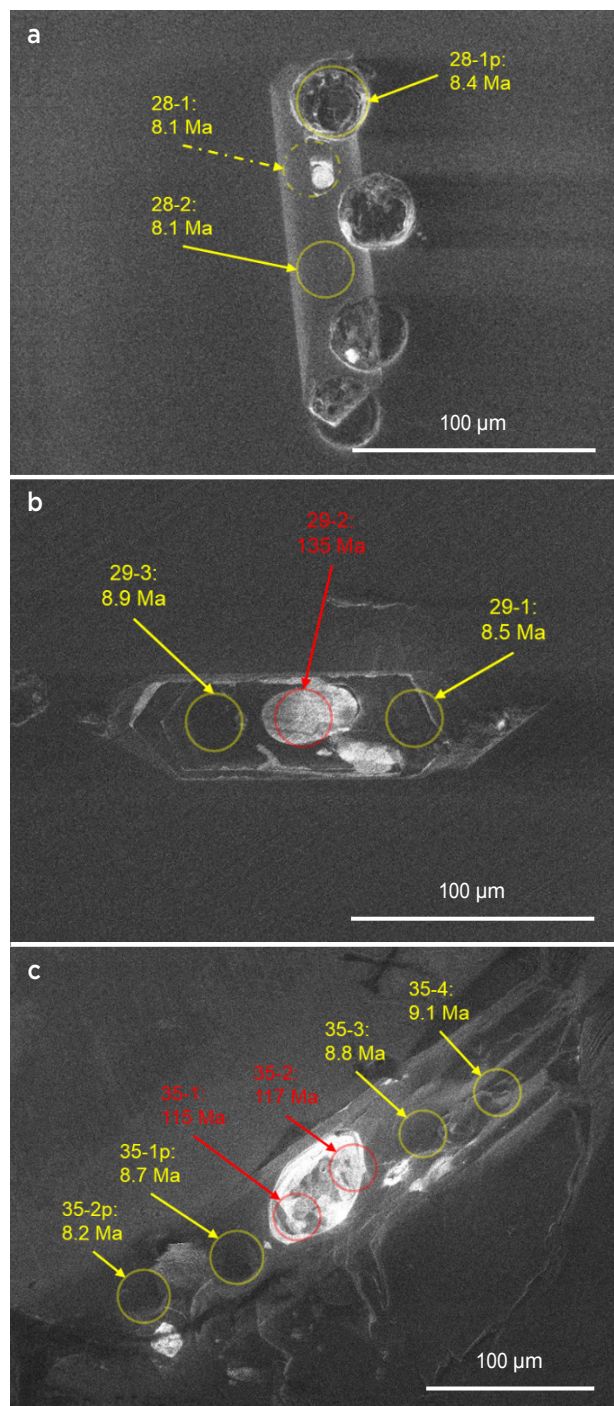 a
28-1p:
8.4 Ma
28-1:
8.1 Ma
28-2:
8.1 Ma
100 µm
b
29-2:
135 Ma
29-3:
8.9 Ma
29-1:
8.5 Ma
100 µm
c
35-4:
9.1 Ma
35-3:
8.8 Ma
35-2:
117 Ma
35-1:
115 Ma
35-1p:
8.7 Ma
35-2p:
8.2 Ma
100 µm